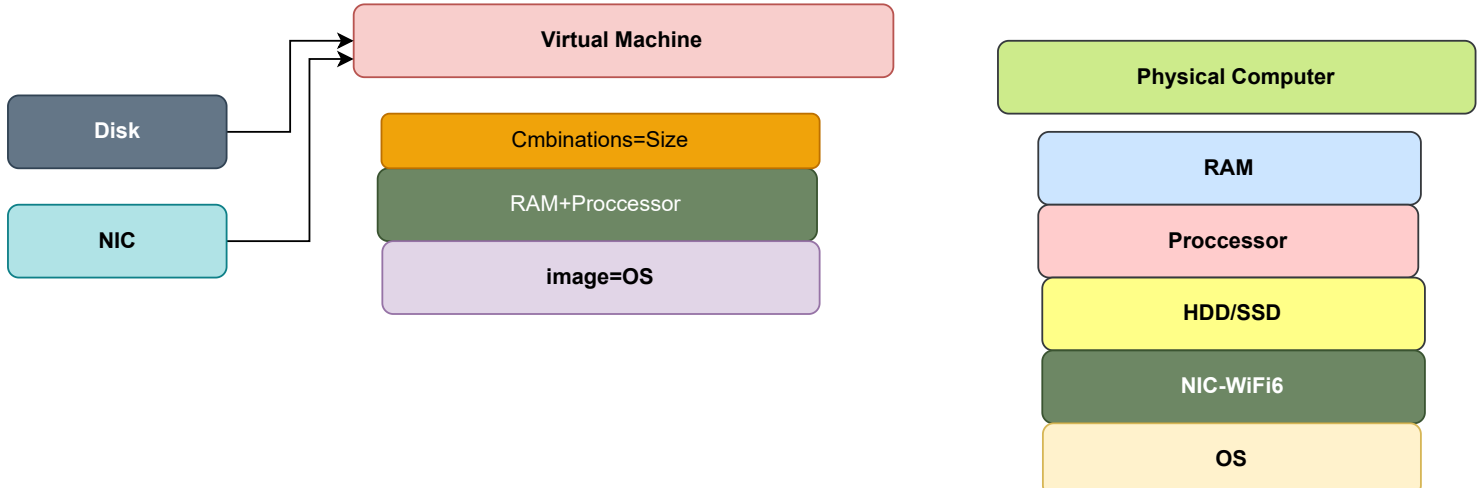 Virtual Machine
Disk
NIC
Cmbinations=Size
RAM+Proccessor
image=OS
Physical Computer
RAM
Proccessor
HDD/SSD
NIC-WiFi6
OS